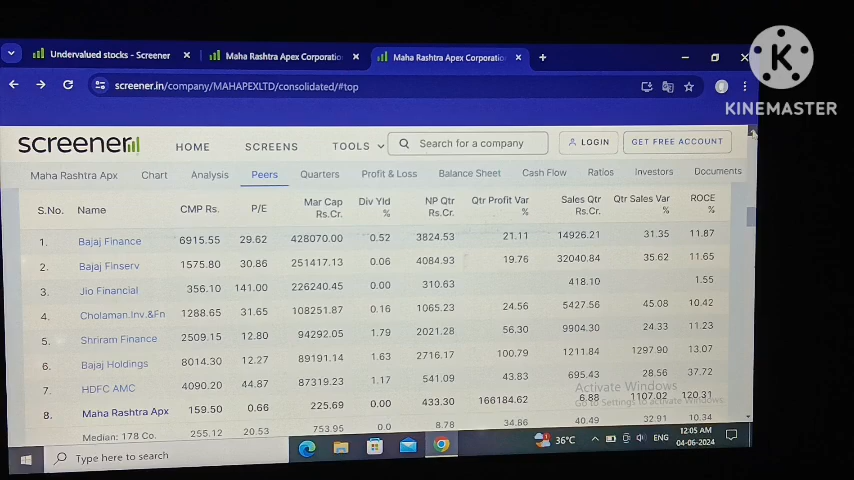 Undervalued stocks - Screener
Maha Rashtra Apex Corporatio
Maha Rashtra Apex Corporatio
screener.in/company/MAHAPEXLTD/consolidated/#top
K
KINEMASTER
screener
HOME
SCREENS
TOOLS
Search for a company
LOGIN
GET FREE ACCOUNT
Maha Rashtra Apx Chart Analysis Peers Quarters Profit & Loss Balance Sheet Cash Flow Ratios Investors Documents
S.No. Name CMP Rs. P/E Mar Cap Rs.Cr. Div Yld % NP Qtr Rs.Cr. Qtr Profit Var % Sales Qtr Rs.Cr. Qtr Sales Var % ROCE %
1. Bajaj Finance 6915.55 29.62 428070.00 0.52 3824.53 21.11 14926.21 31.35 11.87
2. Bajaj Finserv 1575.80 30.86 251417.13 0.06 4084.93 19.76 32040.84 35.62 11.65
3. Jio Financial 356.10 141.00 226240.45 0.00 310.63 418.10 1.55
4. Cholaman.Inv.&Fn 1288.65 31.65 108251.87 0.16 1065.23 24.56 5427.56 45.08 10.42
5. Shriram Finance 2509.15 12.80 94292.05 1.79 2021.28 56.30 9904.30 24.33 11.23
6. Bajaj Holdings 8014.30 12.27 89191.14 1.63 2716.17 100.79 1211.84 1297.90 13.07
7. HDFC AMC 4090.20 44.87 87319.23 1.17 541.09 43.83 695.43 28.56 37.72
8. Maha Rashtra Apx 159.50 0.66 225.69 0.00 433.30 166184.62 6.88 1107.02 120.31
Median: 178 Co. 255.12 20.53 753.95 0.0 8.78 34.86 40.49 32.91 10.34
Activate Windows
Go to Settings to activate Windows.
Type here to search
36°C
ENG
12:05 AM
04-06-2024